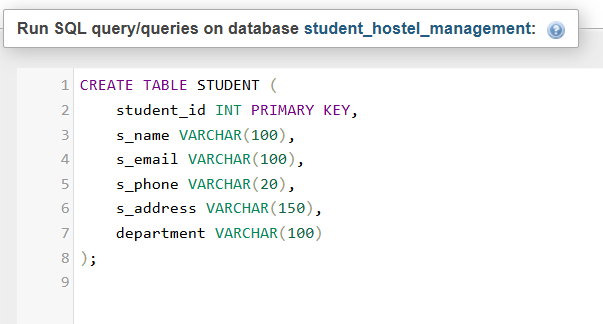 Run SQL query/queries on database student_hostel_management:
1 CREATE TABLE STUDENT (
2     student_id INT PRIMARY KEY,
3     s_name VARCHAR(100),
4     s_email VARCHAR(100),
5     s_phone VARCHAR(20),
6     s_address VARCHAR(150),
7     department VARCHAR(100)
8 );
9